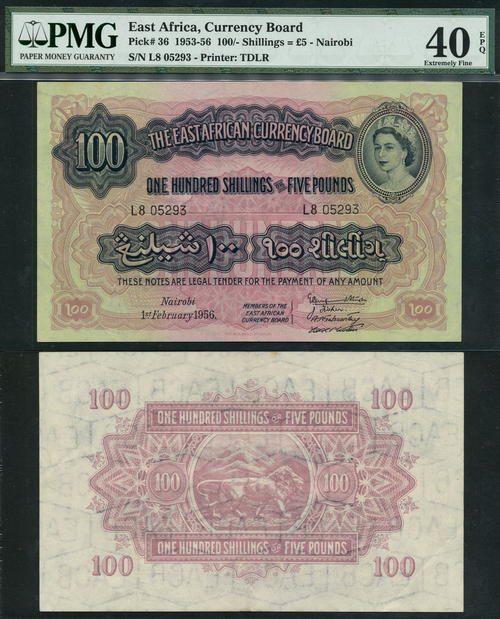 PMG
PAPER MONEY GUARANTY
East Africa, Currency Board
Pick# 36 1953-56 100/- Shillings = £5 - Nairobi
S/N L8 05293 - Printer: TDLR
40
EPQ
Extremely Fine
100
THE EAST AFRICAN CURRENCY BOARD
ONE HUNDRED SHILLINGS OR FIVE POUNDS
L8 05293
L8 05293
١٠٠ شيلينق
૧૦૦ શીલીંગ
THESE NOTES ARE LEGAL TENDER FOR THE PAYMENT OF ANY AMOUNT
Nairobi
1st February 1956.
MEMBERS OF THE
EAST AFRICAN
CURRENCY BOARD
100
100
100
100
ONE HUNDRED SHILLINGS OR FIVE POUNDS
100
100
ONE HUNDRED SHILLINGS OR FIVE POUNDS
100
100